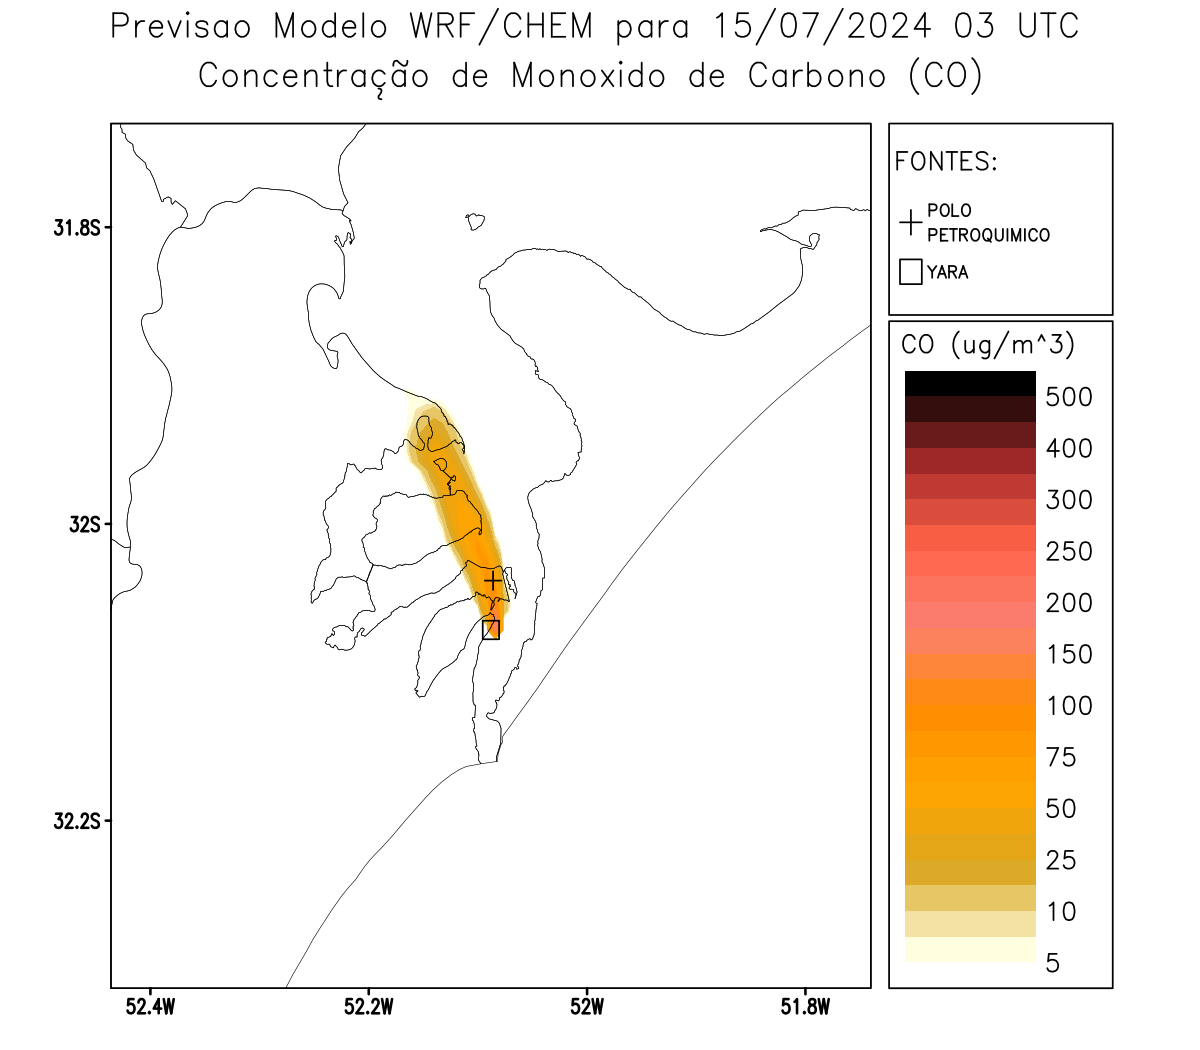 Previsao Modelo WRF/CHEM para 15/07/2024 03 UTC
Concentração de Monoxido de Carbono (CO)
FONTES:
POLO
PETROQUIMICO
YARA
CO (ug/m^3)
500
400
300
250
200
150
100
75
50
25
10
5
31.8S
32S
32.2S
52.4W
52.2W
52W
51.8W